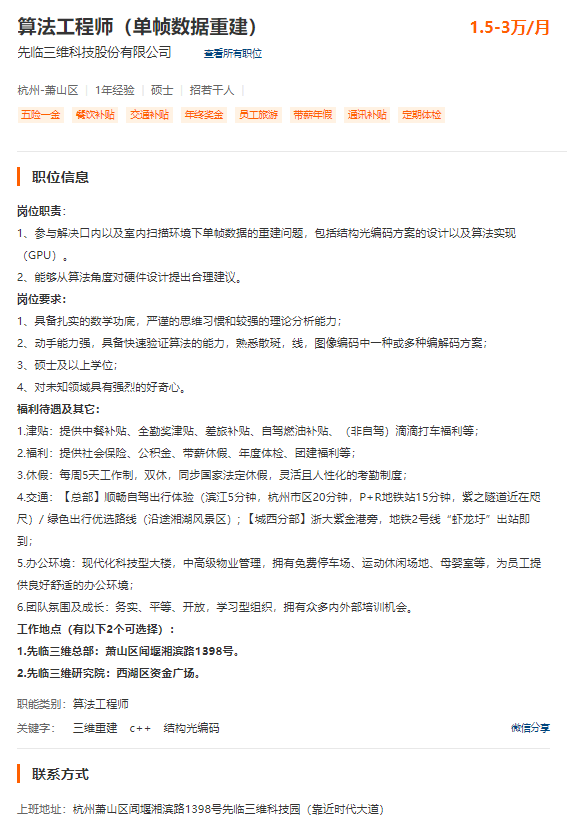 算法工程师（单帧数据重建）
1.5-3万/月
先临三维科技股份有限公司 查看所有职位
杭州-萧山区 | 1年经验 | 硕士 | 招若干人 |
五险一金 餐饮补贴 交通补贴 年终奖金 员工旅游 带薪年假 通讯补贴 定期体检
职位信息
岗位职责：
1、参与解决口内以及室内扫描环境下单帧数据的重建问题，包括结构光编码方案的设计以及算法实现
（GPU）。
2、能够从算法角度对硬件设计提出合理建议。
岗位要求：
1、具备扎实的数学功底，严谨的思维习惯和较强的理论分析能力；
2、动手能力强，具备快速验证算法的能力，熟悉散斑，线，图像编码中一种或多种编解码方案；
3、硕士及以上学位；
4、对未知领域具有强烈的好奇心。
福利待遇及其它：
1.津贴：提供中餐补贴、全勤奖津贴、差旅补贴、自驾燃油补贴、（非自驾）滴滴打车福利等；
2.福利：提供社会保险、公积金、带薪休假、年度体检、团建福利等；
3.休假：每周5天工作制，双休，同步国家法定休假，灵活且人性化的考勤制度；
4.交通：【总部】顺畅自驾出行体验（滨江5分钟，杭州市区20分钟，P+R地铁站15分钟，紫之隧道近在咫
尺）/ 绿色出行优选路线（沿途湘湖风景区）；【城西分部】浙大紫金港旁，地铁2号线“虾龙圩”出站即
到；
5.办公环境：现代化科技型大楼，中高级物业管理，拥有免费停车场、运动休闲场地、母婴室等，为员工提
供良好舒适的办公环境；
6.团队氛围及成长：务实、平等、开放，学习型组织，拥有众多内外部培训机会。
工作地点（有以下2个可选择）：
1.先临三维总部：萧山区闻堰湘滨路1398号。
2.先临三维研究院：西湖区资金广场。
职能类别：算法工程师
关键字： 三维重建 c++ 结构光编码
微信分享
联系方式
上班地址：杭州萧山区闻堰湘滨路1398号先临三维科技园（靠近时代大道）